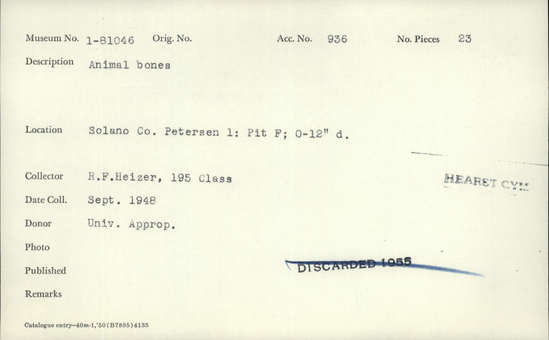 Museum No. 1-81046 Orig. No. Acc. No. 936 No. Pieces 23
Description Animal bones
Location Solano Co. Petersen 1: Pit F; 0-12" d.
Collector R.F.Heizer, 195 Class
HEARST GYM
Date Coll. Sept. 1948
Donor Univ. Approp.
Photo
DISCARDED 1955
Published
Remarks
Catalogue entry—40m-1,'50(B7895)4135